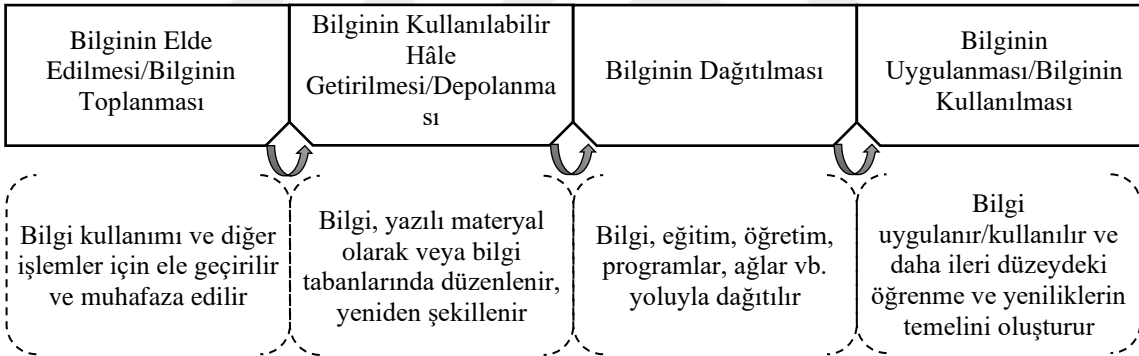 Bilginin Elde
Edilmesi/Bilginin
Toplanması
Bilginin Kullanılabilir
Hâle
Getirilmesi/Depolanma
sı
Bilginin Dağıtılması
Bilginin
Uygulanması/Bilginin
Kullanılması
Bilgi kullanımı ve diğer
işlemler için ele geçirilir
ve muhafaza edilir
Bilgi, yazılı materyal
olarak veya bilgi
tabanlarında düzenlenir,
yeniden şekillenir
Bilgi, eğitim, öğretim,
programlar, ağlar vb.
yoluyla dağıtılır
Bilgi
uygulanır/kullanılır ve
daha ileri düzeydeki
öğrenme ve yeniliklerin
temelini oluşturur